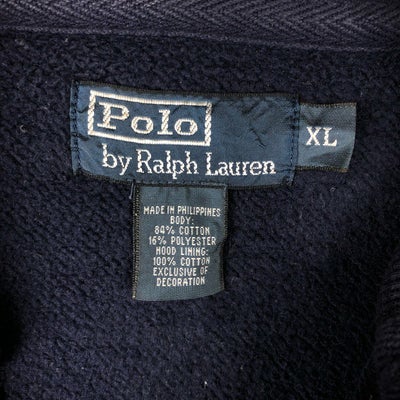 Polo
by Ralph Lauren
XL
MADE IN PHILIPPINES
BODY:
84% COTTON
16% POLYESTER
HOOD LINING:
100% COTTON
EXCLUSIVE OF
DECORATION